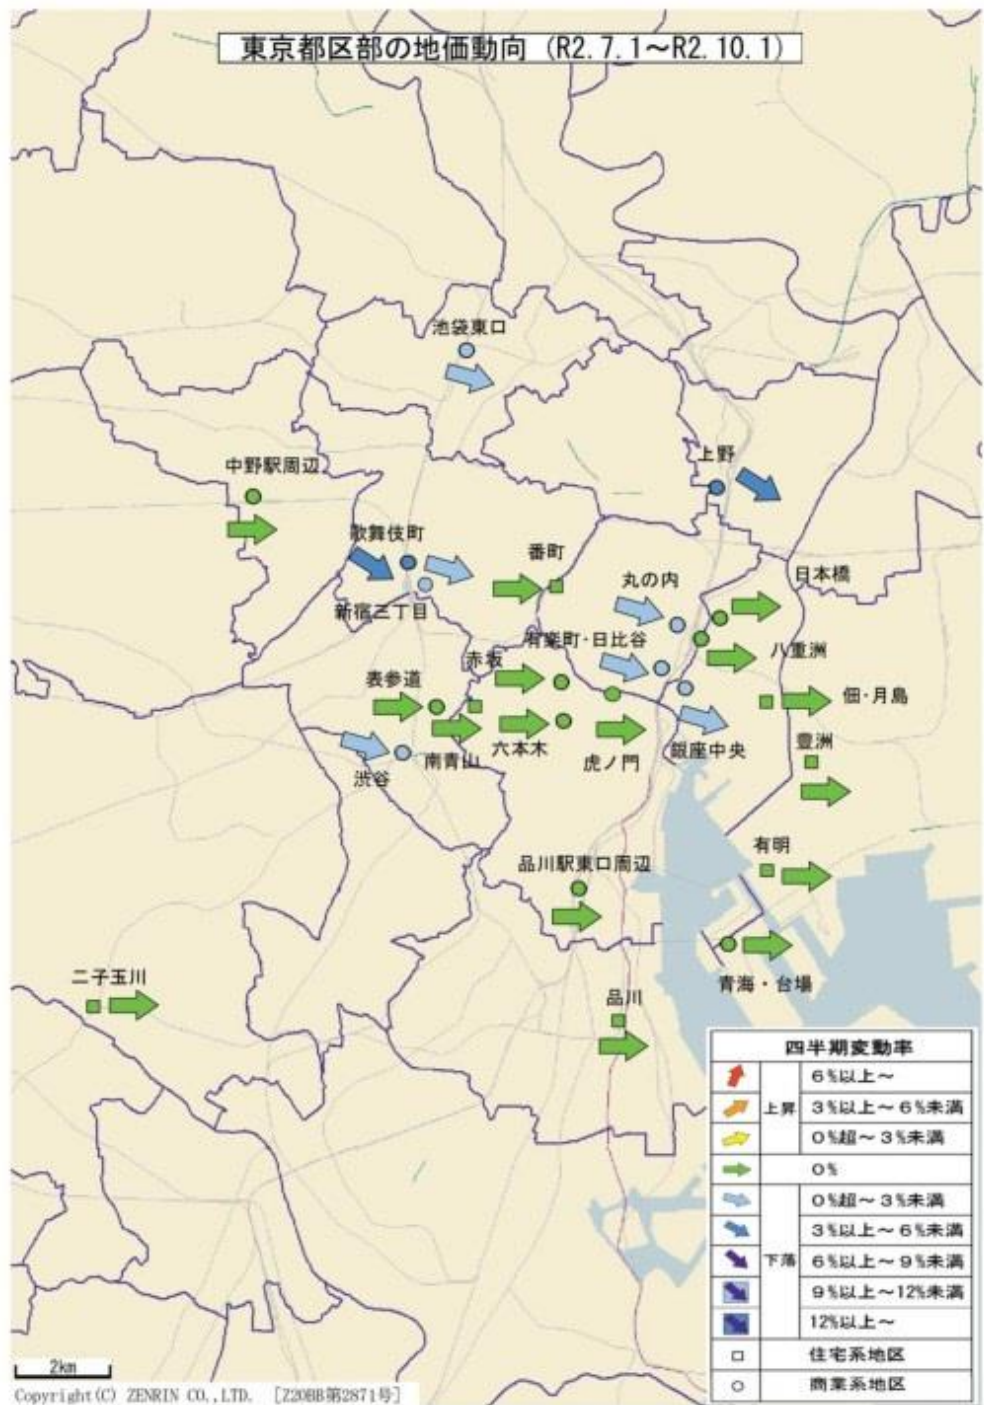 東京都区部の地価動向 (R2.7.1～R2.10.1)
池袋東口
中野駅周辺
上野
歌舞伎町
番町
丸の内
日本橋
新宿三丁目
有楽町・日比谷
八重洲
赤坂
表参道
佃・月島
南青山
六本木
虎ノ門
銀座中央
豊洲
渋谷
有明
品川駅東口周辺
二子玉川
青海・台場
品川
四半期変動率
上昇
6%以上～
3%以上～6%未満
0%超～3%未満
0%
下落
0%超～3%未満
3%以上～6%未満
6%以上～9%未満
9%以上～12%未満
12%以上～
住宅系地区
商業系地区
2km
Copyright(C) ZENRIN CO.,LTD. [Z20BB第2871号]